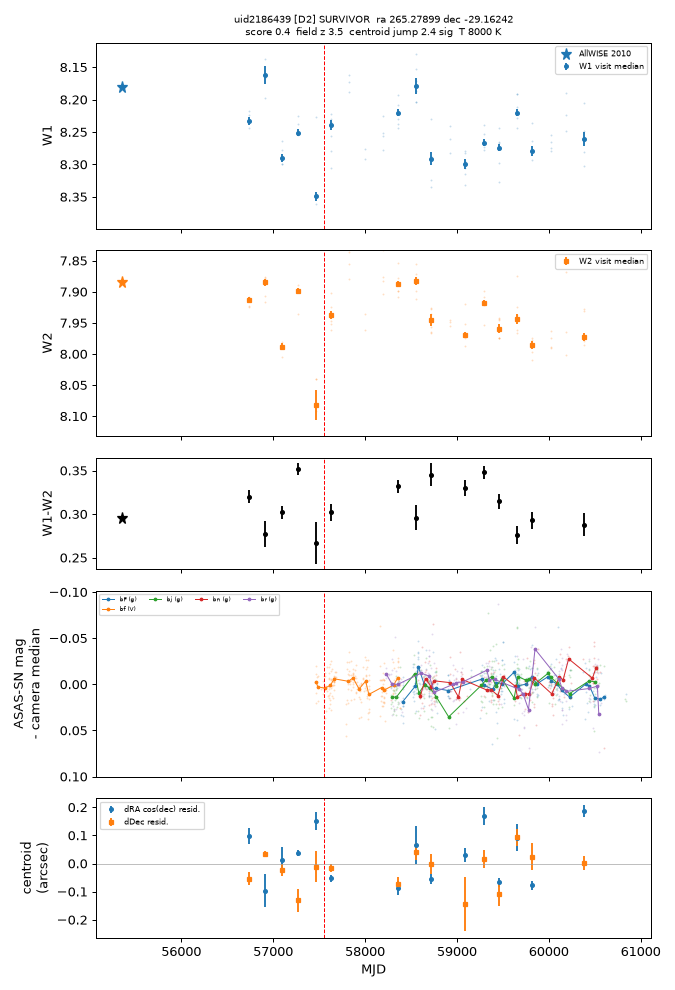 uid2186439 [D2] SURVIVOR  ra 265.27899 dec -29.16242
score 0.4  field z 3.5  centroid jump 2.4 sig  T 8000 K
8.15
8.20
8.25
8.30
8.35
W1
AllWISE 2010
W1 visit median
7.85
7.90
7.95
8.00
8.05
8.10
W2
W2 visit median
0.35
0.30
0.25
W1-W2
−0.10
−0.05
0.00
0.05
0.10
ASAS-SN mag
- camera median
bF (g)
bj (g)
bn (g)
br (g)
bf (V)
0.2
0.1
0.0
−0.1
−0.2
centroid
(arcsec)
dRA cos(dec) resid.
dDec resid.
56000
57000
58000
59000
60000
61000
MJD